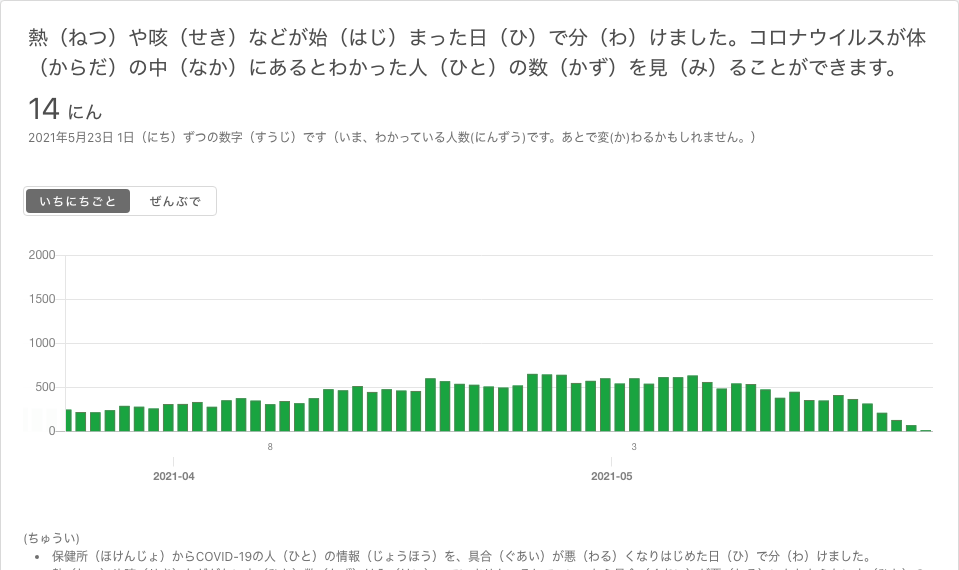 熱（ねつ）や咳（せき）などが始（はじ）まった日（ひ）で分（わ）けました。コロナウイルスが体
（からだ）の中（なか）にあるとわかった人（ひと）の数（かず）を見（み）ることができます。
14 にん
2021年5月23日 1日（にち）ずつの数字（すうじ）です（いま、わかっている人数(にんずう)です。あとで変(か)わるかもしれません。）
いちにちごと ぜんぶで
2000
1500
1000
500
0
8 3
2021-04 2021-05
(ちゅうい)
• 保健所（ほけんじょ）からCOVID-19の人（ひと）の情報（じょうほう）を、具合（ぐあい）が悪（わる）くなりはじめた日（ひ）で分（わ）けました。